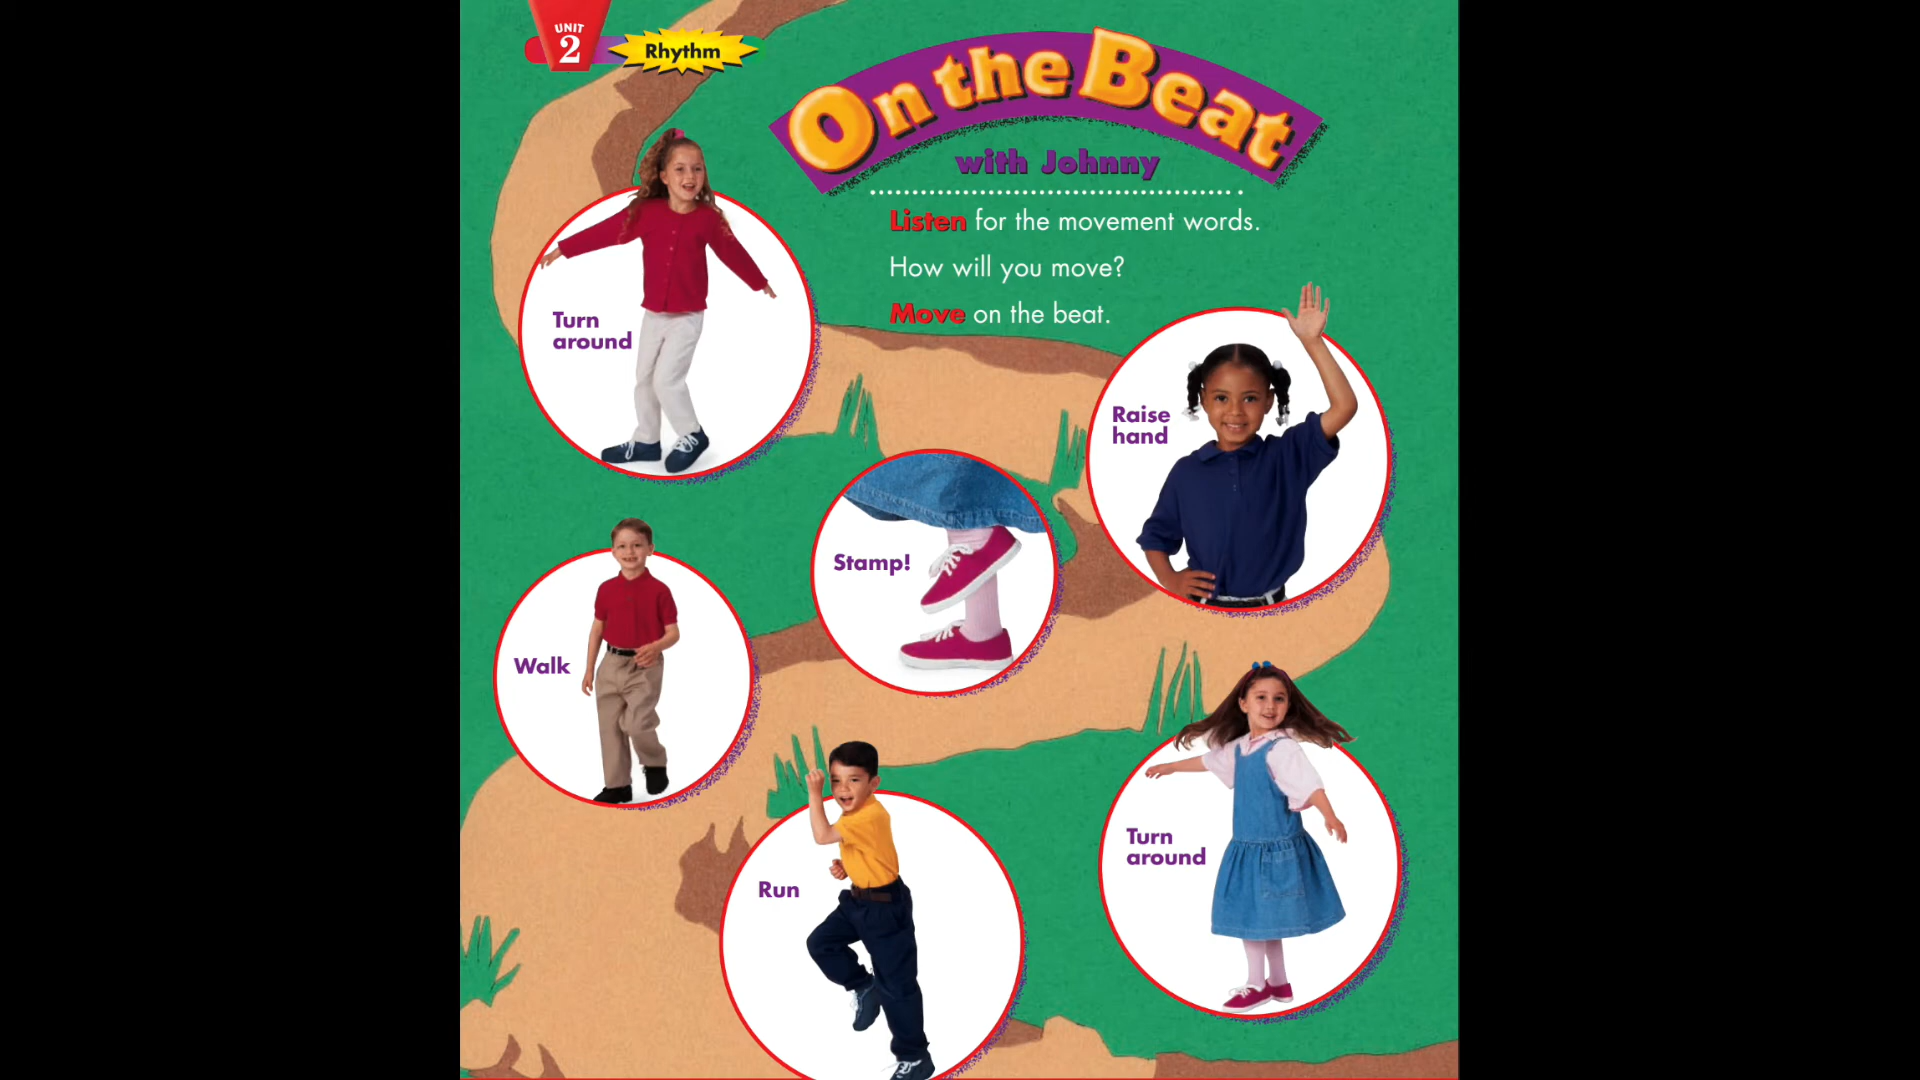 UNIT
2
Rhythm
On the Beat
with Johnny
Listen for the movement words.
How will you move?
Move on the beat.
Turn
around
Raise
hand
Stamp!
Walk
Turn
around
Run